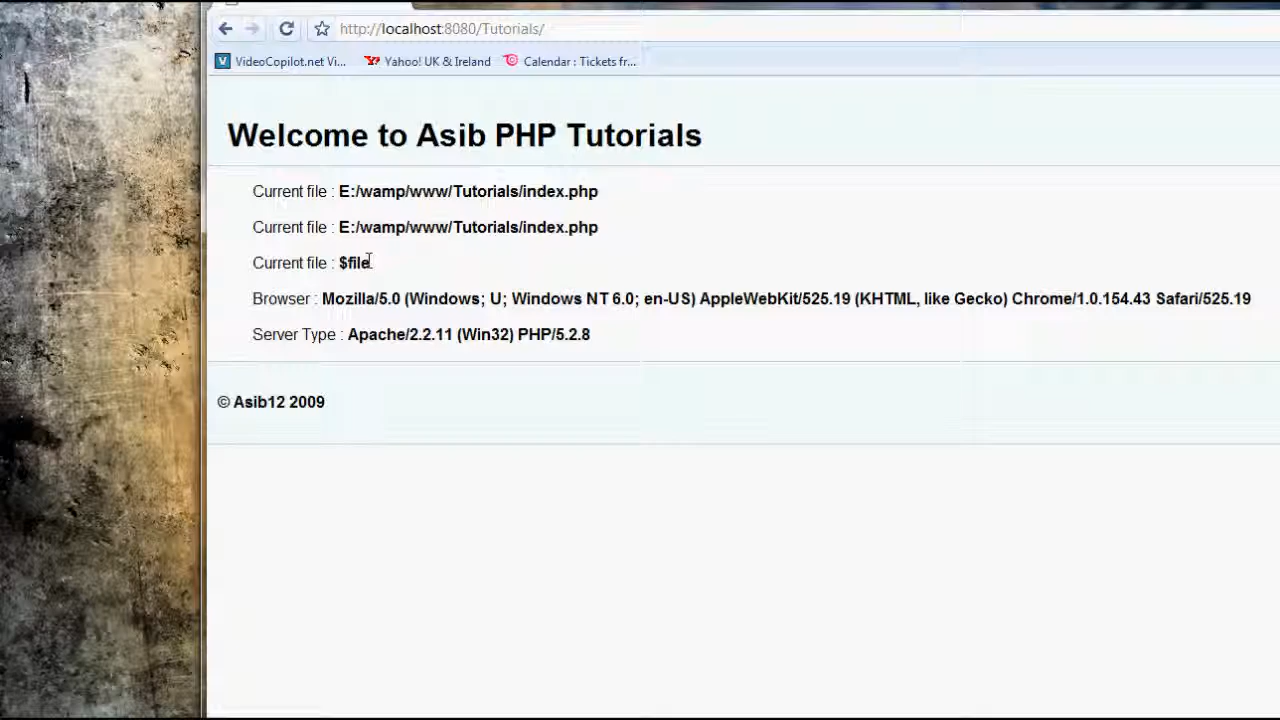 http://localhost:8080/Tutorials/
VideoCopilot.net Vi... Yahoo! UK & Ireland Calendar : Tickets fr...
Welcome to Asib PHP Tutorials
Current file : E:/wamp/www/Tutorials/index.php
Current file : E:/wamp/www/Tutorials/index.php
Current file : $file
Browser : Mozilla/5.0 (Windows; U; Windows NT 6.0; en-US) AppleWebKit/525.19 (KHTML, like Gecko) Chrome/1.0.154.43 Safari/525.19
Server Type : Apache/2.2.11 (Win32) PHP/5.2.8
© Asib12 2009